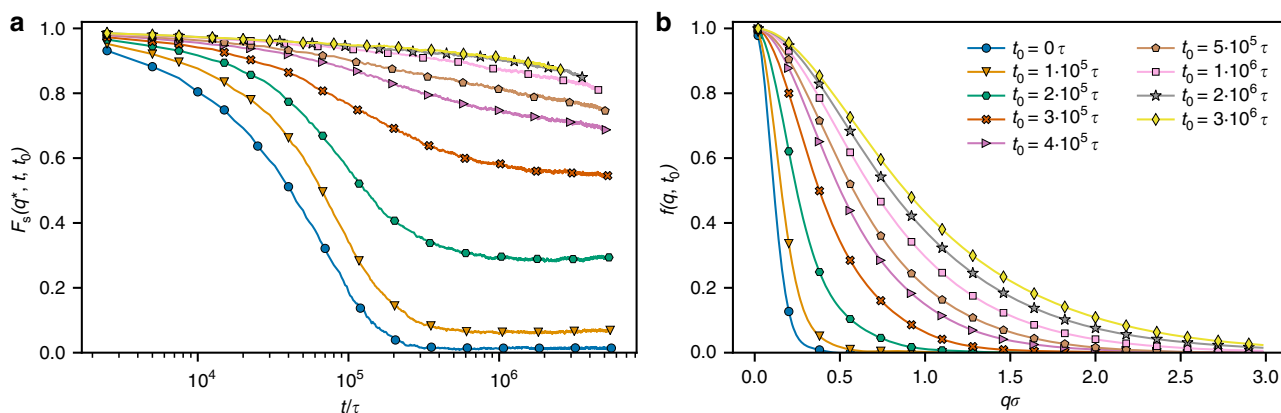 a
1.0
0.8
0.6
0.4
0.2
0.0
F_s(q*, t, t_0)
10^4
10^5
10^6
t/τ
b
1.0
0.8
0.6
0.4
0.2
0.0
f(q, t_0)
0.0
0.5
1.0
1.5
2.0
2.5
3.0
qσ
t_0 = 0 τ
t_0 = 1·10^5 τ
t_0 = 2·10^5 τ
t_0 = 3·10^5 τ
t_0 = 4·10^5 τ
t_0 = 5·10^5 τ
t_0 = 1·10^6 τ
t_0 = 2·10^6 τ
t_0 = 3·10^6 τ